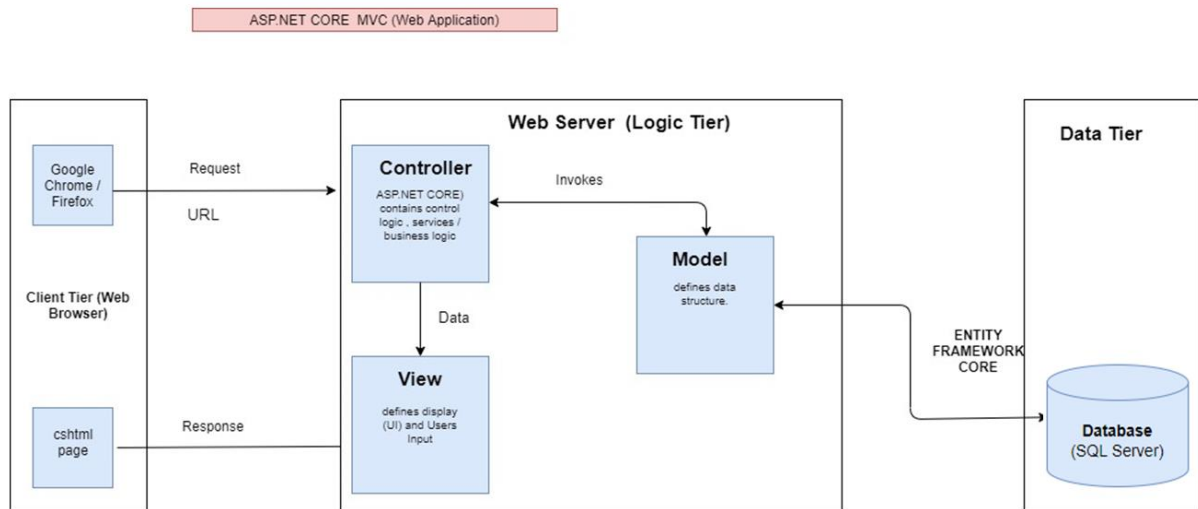 ASP.NET CORE MVC (Web Application)
Web Server (Logic Tier)
Data Tier
Google
Chrome /
Firefox
Request
URL
Controller
ASP.NET CORE)
contains control
logic , services /
business logic
Invokes
Model
defines data
structure.
Client Tier (Web
Browser)
Data
ENTITY
FRAMEWORK
CORE
View
defines display
(UI) and Users
Input
cshtml
page
Response
Database
(SQL Server)